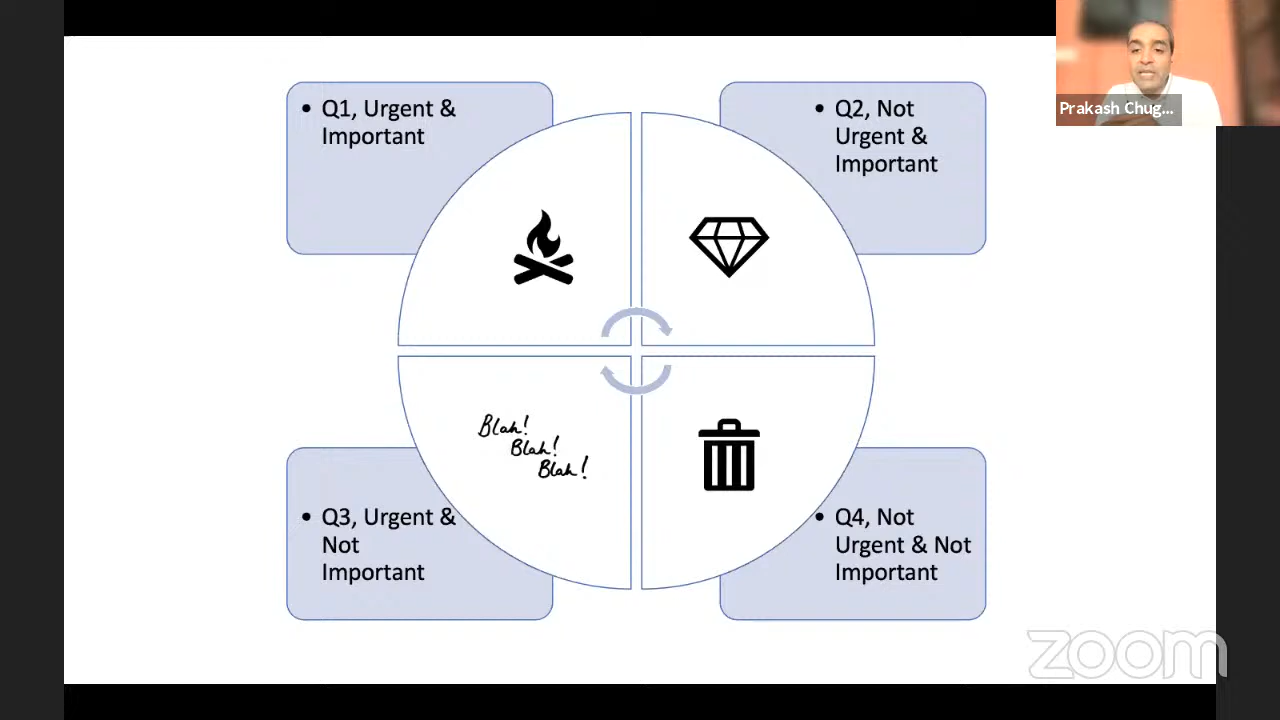 • Q1, Urgent &
Important
• Q2, Not
Urgent &
Important
Prakash Chug...
Blah!
Blah!
Blah!
• Q3, Urgent &
Not
Important
• Q4, Not
Urgent & Not
Important
zoom